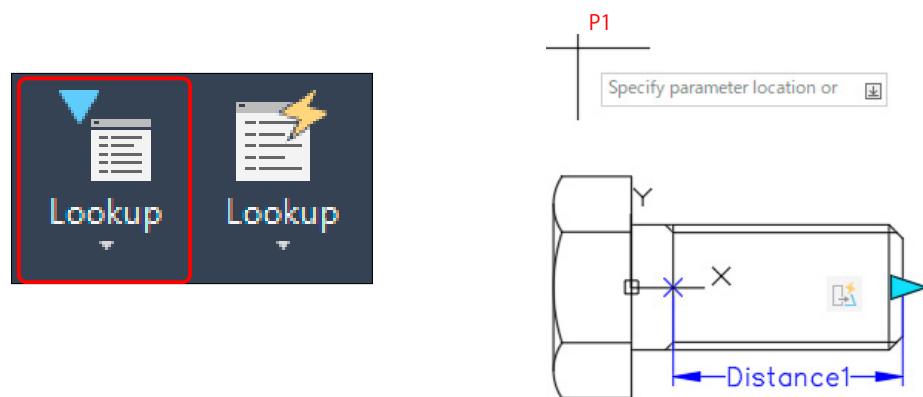 P1
Specify parameter location or
Lookup
Lookup
Y
X
Distance1